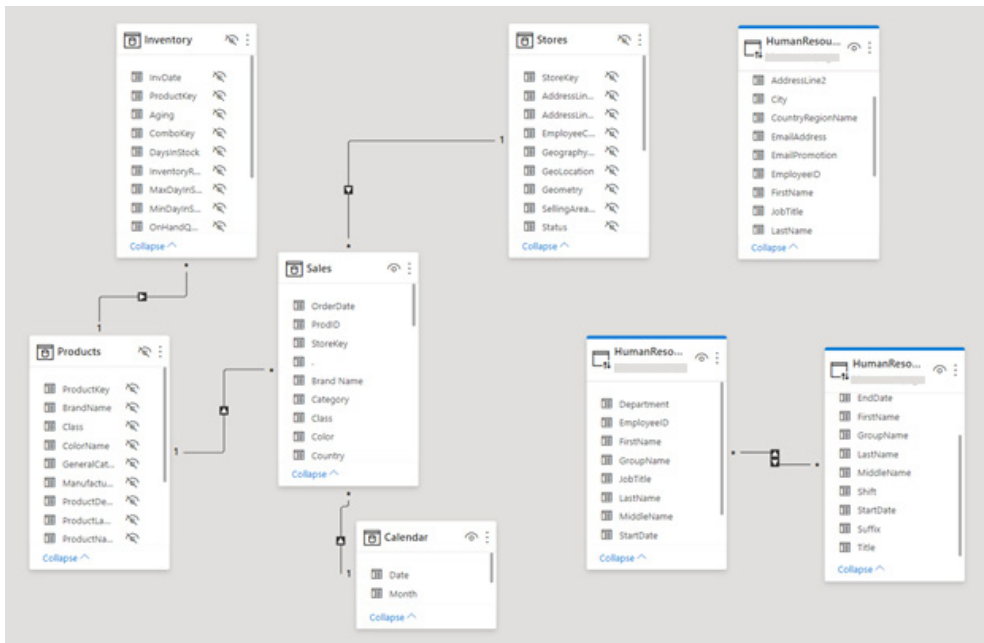 Inventory
InvDate
ProductKey
Aging
ComboKey
DaysInStock
InventoryR...
MaxDayInS...
MinDayInS...
OnHandQ...
Collapse
Stores
StoreKey
AddressLin...
AddressLin...
EmployeeC...
Geography...
GeoLocation
Geometry
SellingArea...
Status
Collapse
HumanResou...
AddressLine2
City
CountryRegionName
EmailAddress
EmailPromotion
EmployeeID
FirstName
JobTitle
LastName
Collapse
1
*
*
1
Sales
OrderDate
ProdID
StoreKey
.
Brand Name
Category
Class
Color
Country
Collapse
Products
ProductKey
BrandName
Class
ColorName
GeneralCat...
Manufactu...
ProductDe...
ProductLa...
ProductNa...
Collapse
*
1
*
1
Calendar
Date
Month
Collapse
HumanReso...
Department
EmployeeID
FirstName
GroupName
JobTitle
LastName
MiddleName
StartDate
Collapse
*
*
HumanReso...
EndDate
FirstName
GroupName
LastName
MiddleName
Shift
StartDate
Suffix
Title
Collapse